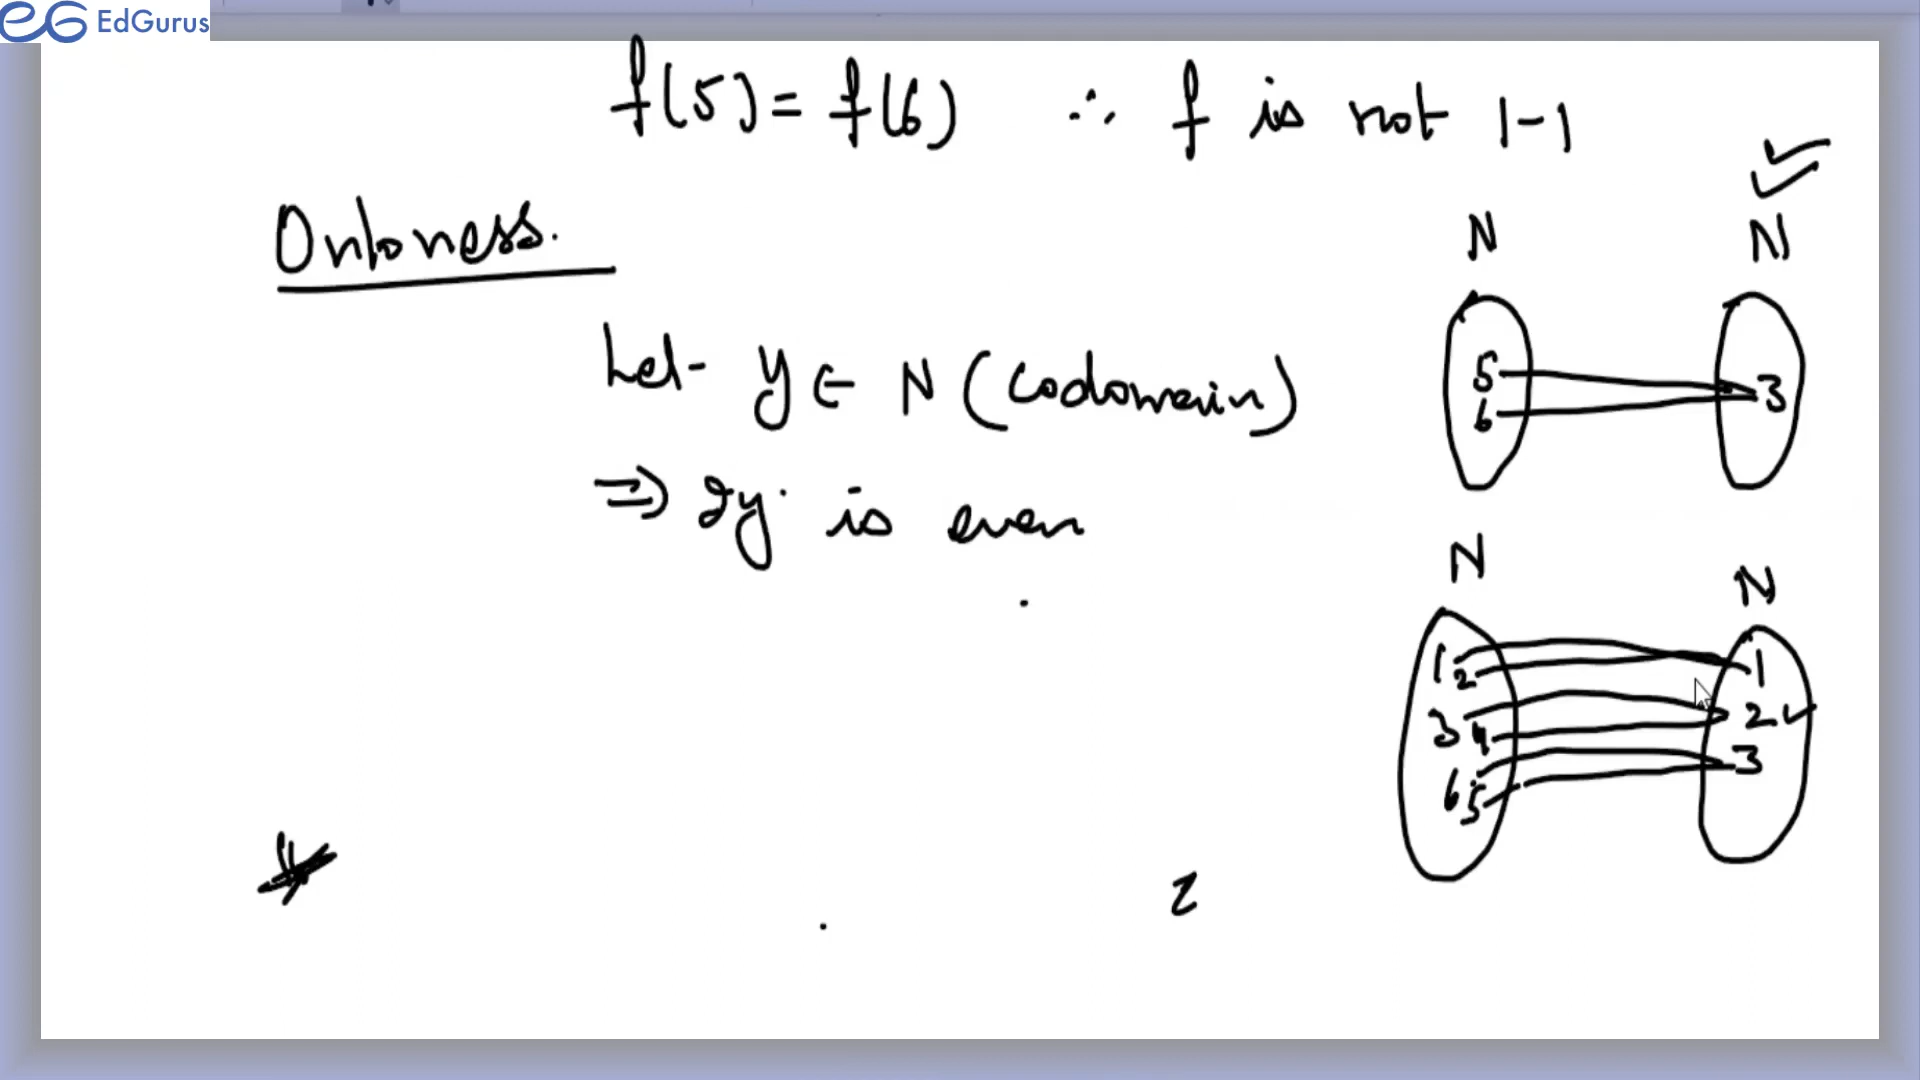 EdGurus
f(5) = f(6) ∴ f is not 1-1
Ontoness.
Let y ∈ N (codomain)
⇒ 2y is even
N N
5 3
6
N N
1 2 1
3 4 2
6 5 3